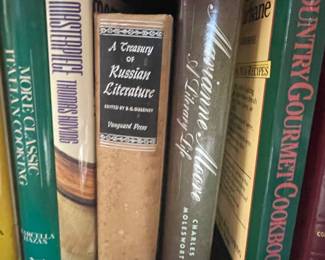 MORE CLASSIC
ITALIAN COOKING
MARCELLA
HAZAN
MASTERPIECE
THOMAS HOVING
A Treasury
of
Russian
Literature
EDITED BY B. G. GUERNEY
Vanguard Press
Marianne Moore
A Literary Life
CHARLES
MOLESWORTH
RECIPES
COUNTRY GOURMET COOKBOOK